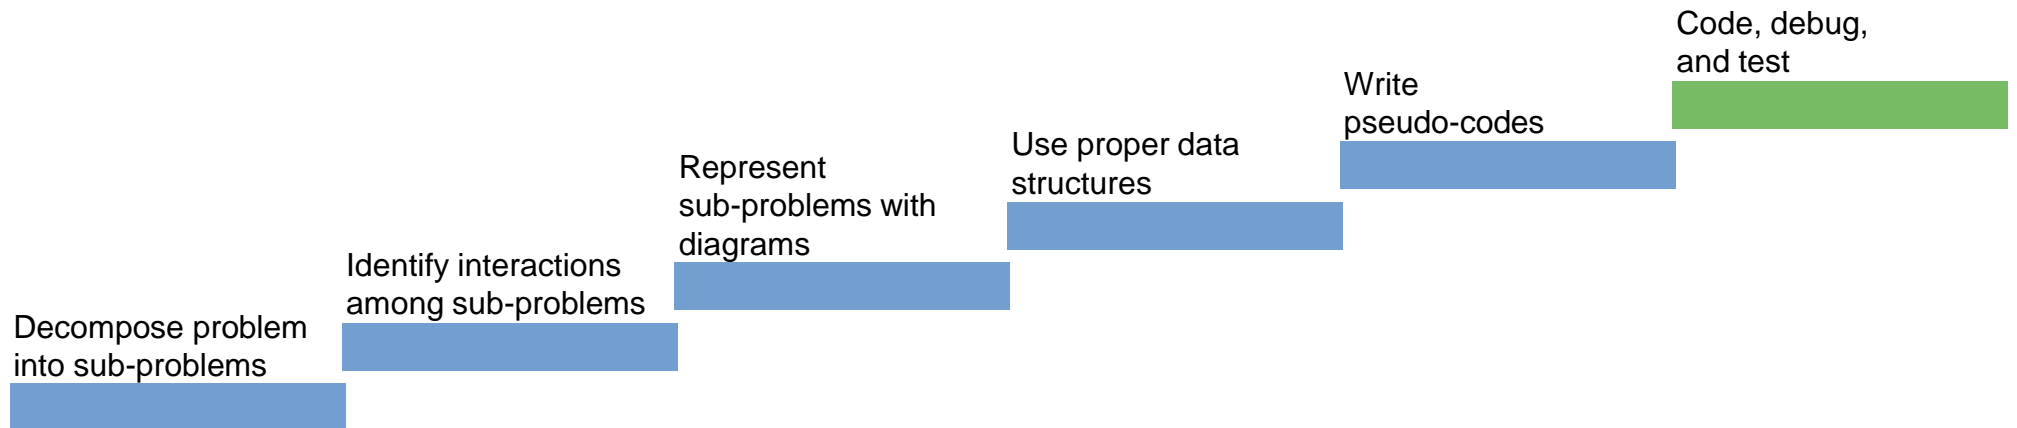 Decompose problem
into sub-problems
Identify interactions
among sub-problems
Represent
sub-problems with
diagrams
Use proper data
structures
Write
pseudo-codes
Code, debug,
and test